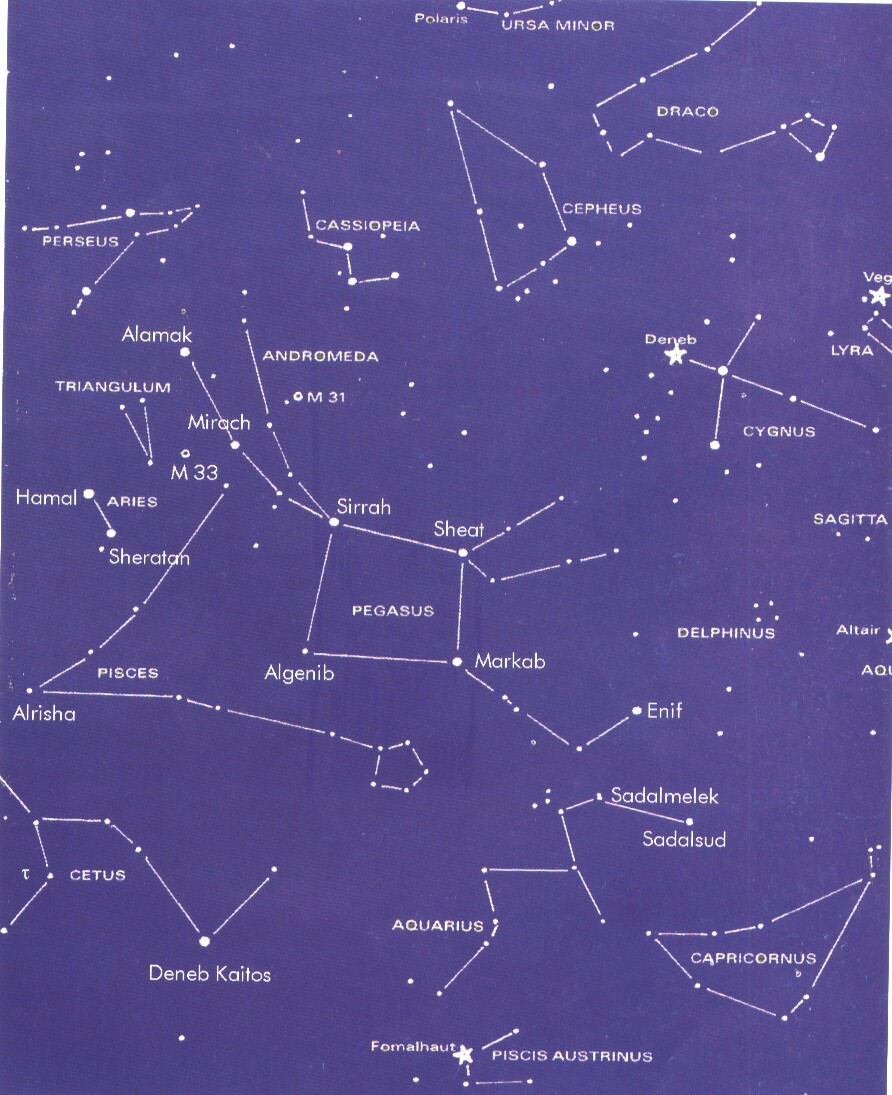 Polaris
URSA MINOR
DRACO
CEPHEUS
CASSIOPEIA
PERSEUS
Veg
Alamak
Deneb
LYRA
ANDROMEDA
TRIANGULUM
M 31
Mirach
CYGNUS
M 33
Hamal
ARIES
Sirrah
Sheat
SAGITTA
Sheratan
PEGASUS
DELPHINUS
Altair
Algenib
Markab
PISCES
AQU
Alrisha
Enif
Sadalmelek
Sadalsud
τ
CETUS
AQUARIUS
CAPRICORNUS
Deneb Kaitos
Fomalhaut
PISCIS AUSTRINUS